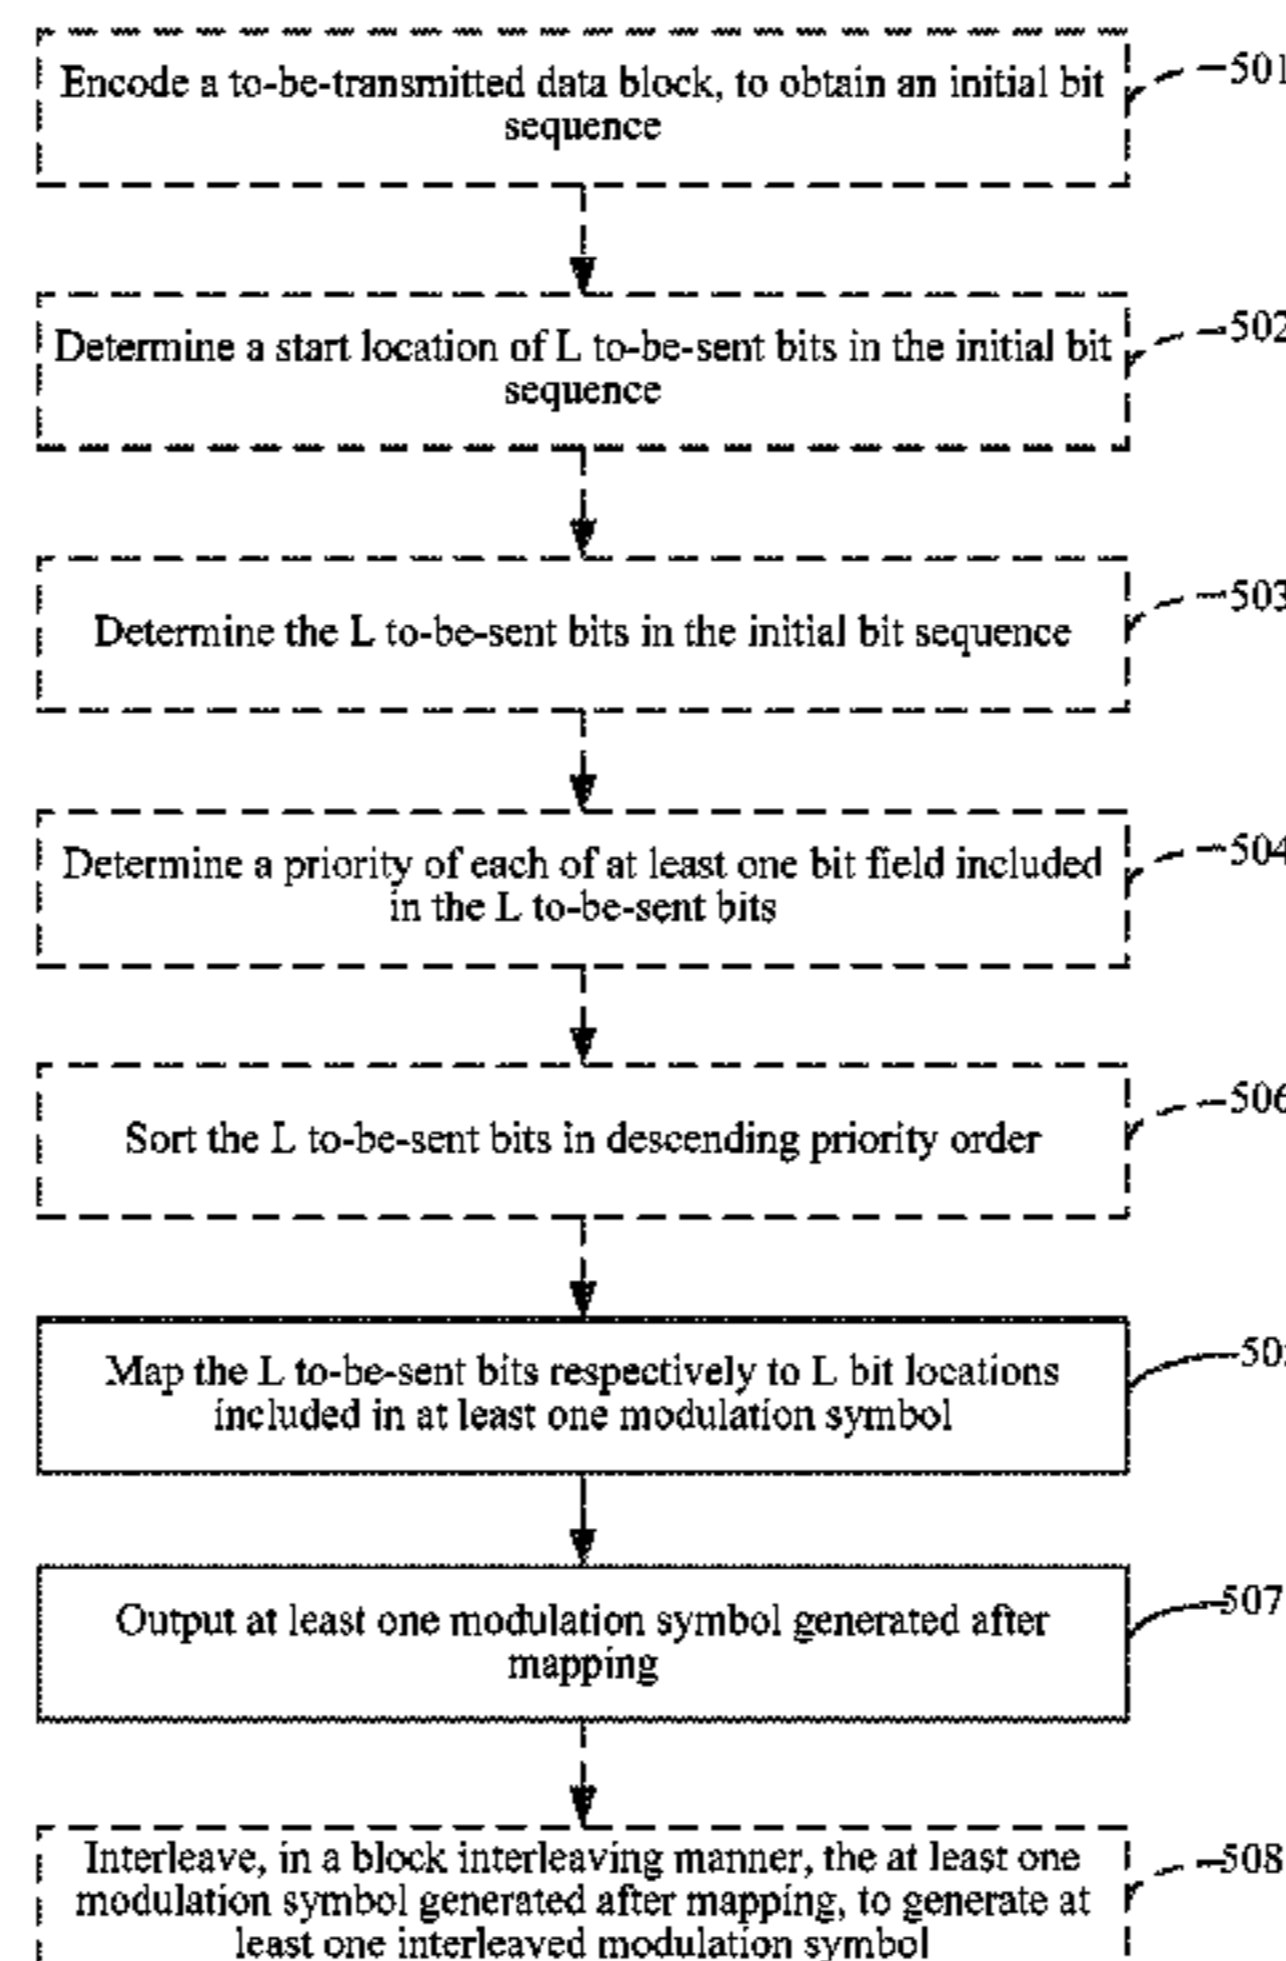 Encode a to-be-transmitted data block, to obtain an initial bit
sequence
501
Determine a start location of L to-be-sent bits in the initial bit
sequence
502
Determine the L to-be-sent bits in the initial bit sequence
503
Determine a priority of each of at least one bit field included
in the L to-be-sent bits
504
Sort the L to-be-sent bits in descending priority order
506
Map the L to-be-sent bits respectively to L bit locations
included in at least one modulation symbol
Output at least one modulation symbol generated after
mapping
507
Interleave, in a block interleaving manner, the at least one
modulation symbol generated after mapping, to generate at
least one interleaved modulation symbol
508